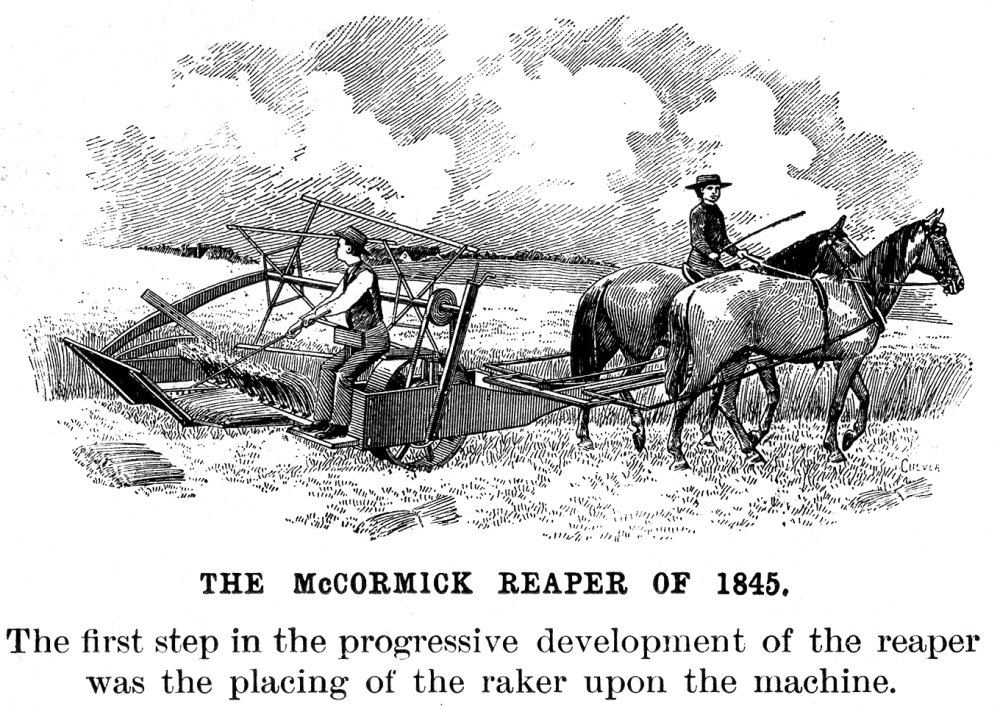 CULVER
THE McCORMICK REAPER OF 1845.
The first step in the progressive development of the reaper
was the placing of the raker upon the machine.